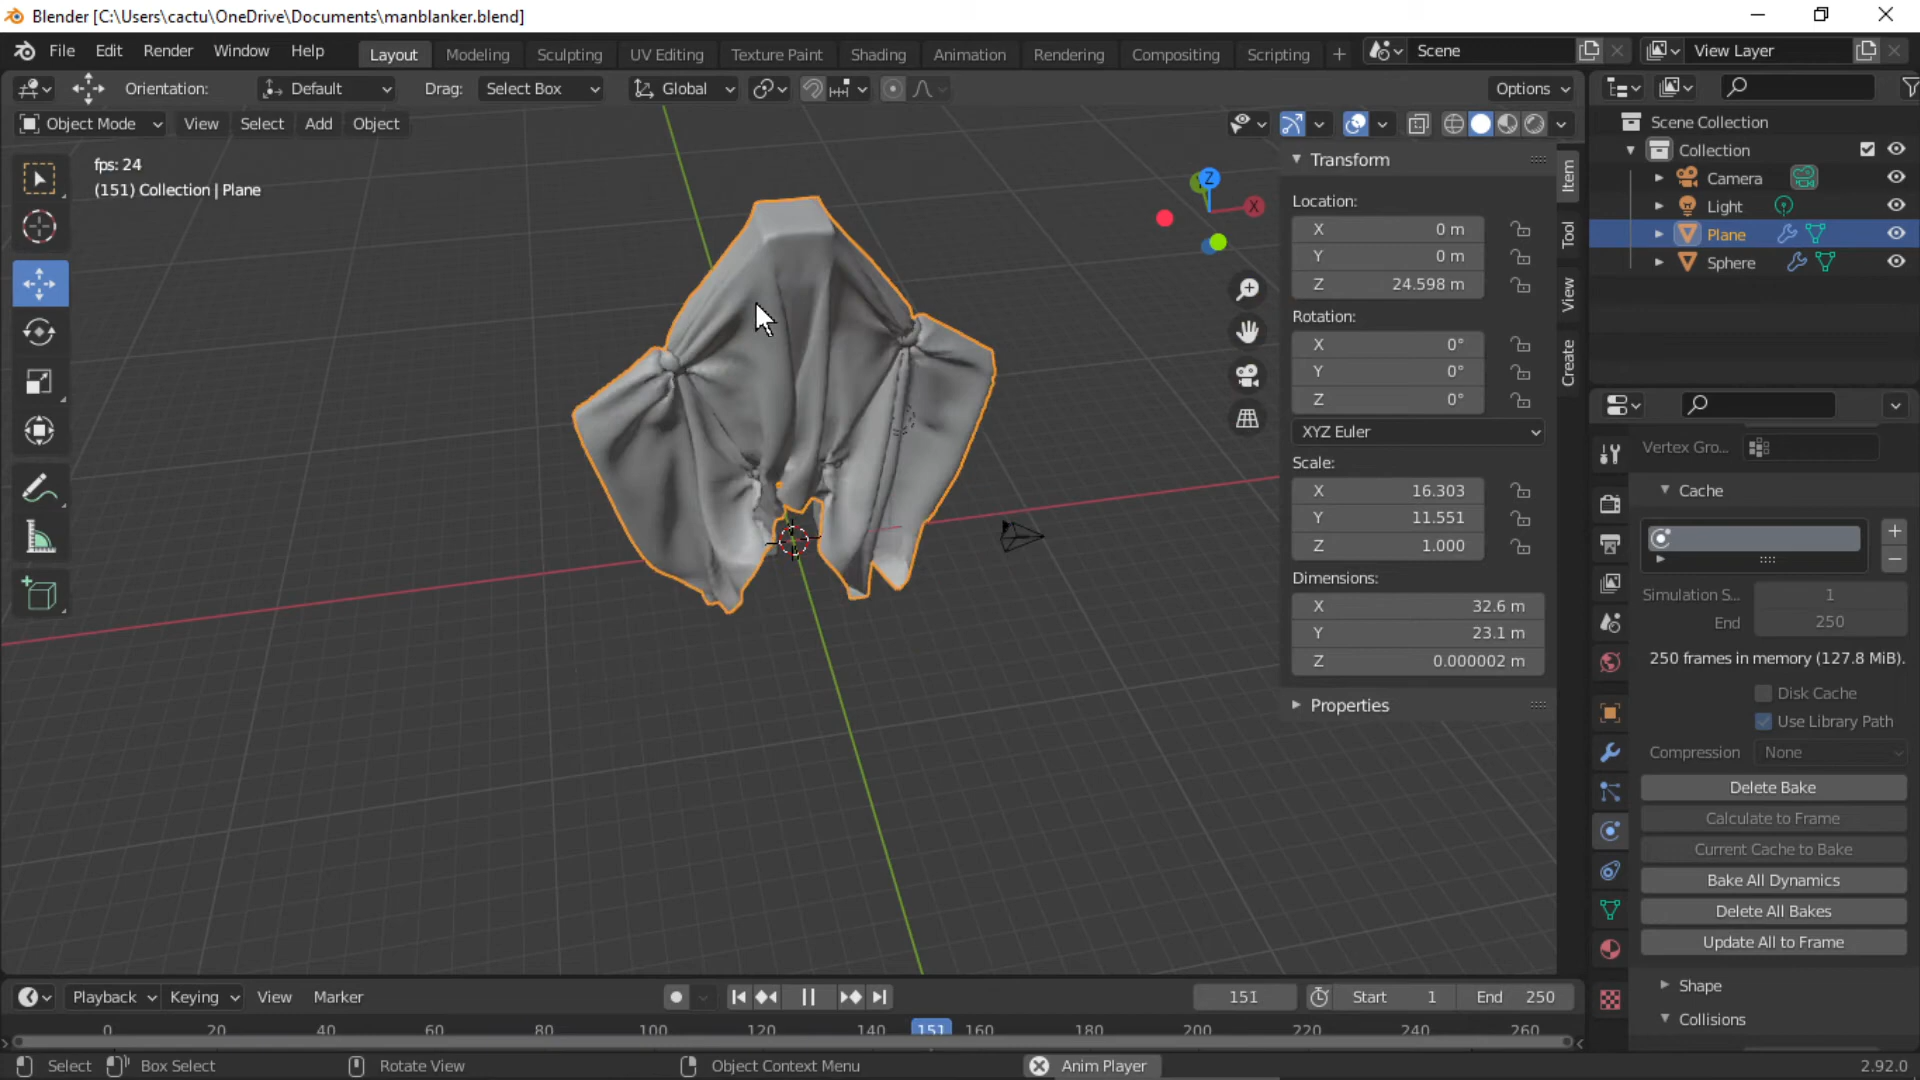 Blender [C:\Users\cactu\OneDrive\Documents\manblanker.blend]
File Edit Render Window Help Layout Modeling Sculpting UV Editing Texture Paint Shading Animation Rendering Compositing Scripting + Scene View Layer
Orientation: Default Drag: Select Box Global Options
Object Mode View Select Add Object
fps: 24
(151) Collection | Plane
Z
X
Transform
Location:
X 0 m
Y 0 m
Z 24.598 m
Rotation:
X 0°
Y 0°
Z 0°
XYZ Euler
Scale:
X 16.303
Y 11.551
Z 1.000
Dimensions:
X 32.6 m
Y 23.1 m
Z 0.000002 m
Properties
Item
Tool
View
Create
Scene Collection
Collection
Camera
Light
Plane
Sphere
Vertex Gro...
Cache
Simulation S... 1
End 250
250 frames in memory (127.8 MiB).
Disk Cache
Use Library Path
Compression None
Delete Bake
Calculate to Frame
Current Cache to Bake
Bake All Dynamics
Delete All Bakes
Update All to Frame
Shape
Collisions
Playback Keying View Marker 151 Start 1 End 250
0 20 40 60 80 100 120 140 151 160 180 200 220 240 260
Select Box Select Rotate View Object Context Menu Anim Player 2.92.0